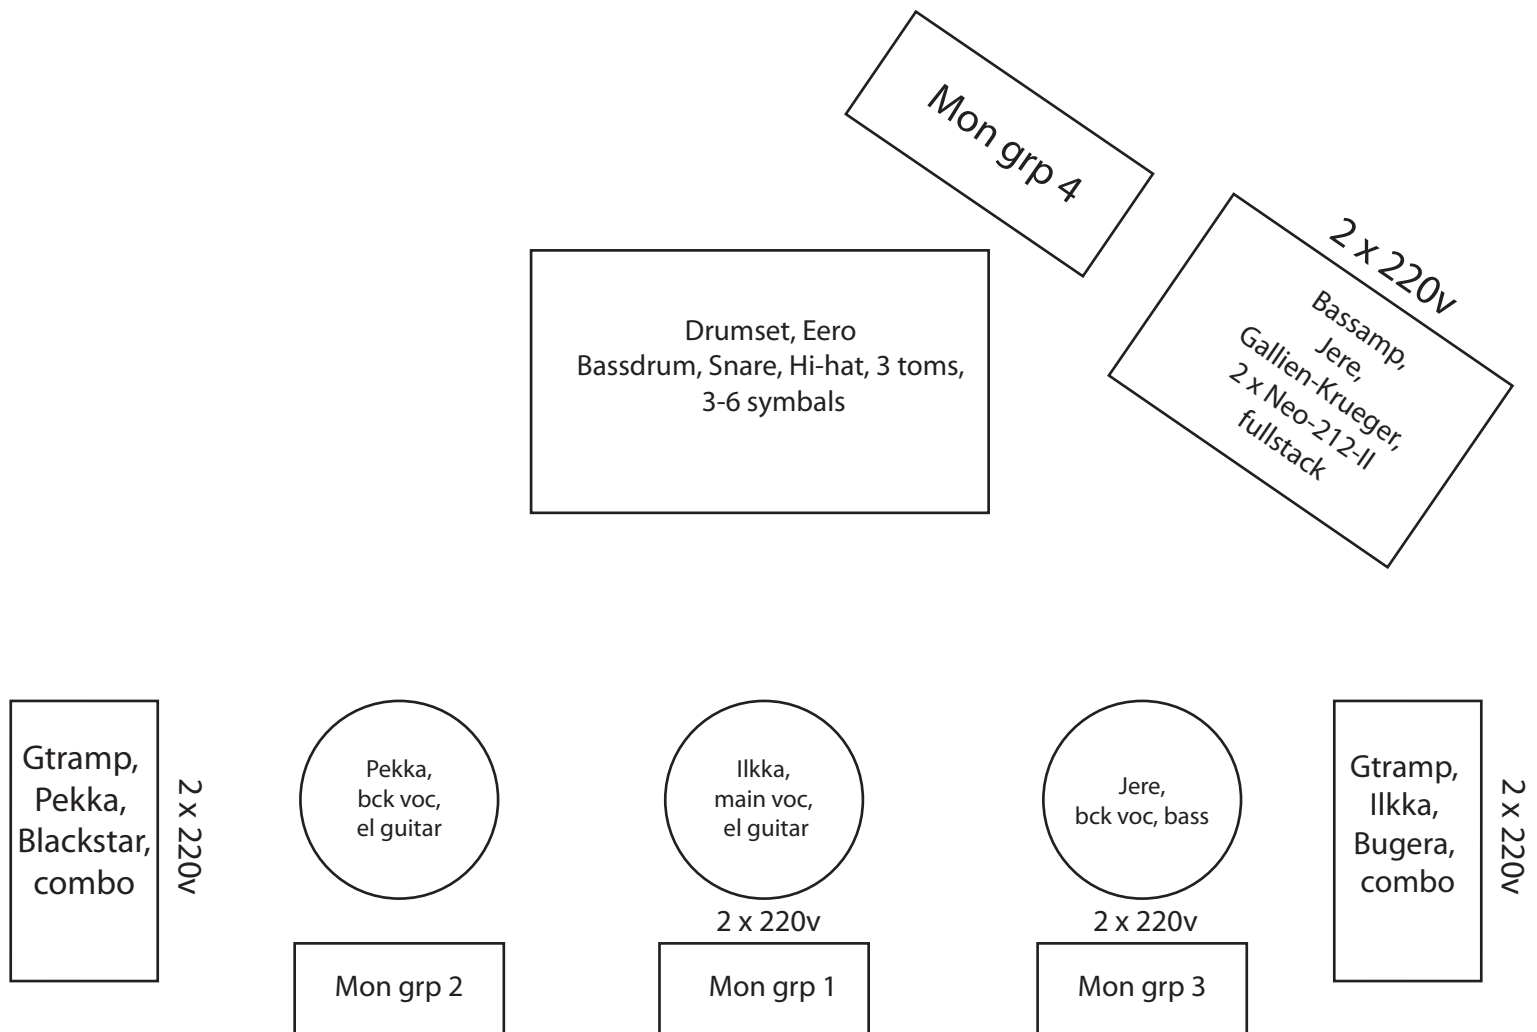 Mon grp 4
2 x 220v
Bassamp,
Jere,
Gallien-Krueger,
2 x Neo-212-II
fullstack
Drumset, Eero
Bassdrum, Snare, Hi-hat, 3 toms,
3-6 symbals
Gtramp,
Pekka,
Blackstar,
combo
2 x 220v
Pekka,
bck voc,
el guitar
Ilkka,
main voc,
el guitar
Jere,
bck voc, bass
Gtramp,
Ilkka,
Bugera,
combo
2 x 220v
2 x 220v
2 x 220v
Mon grp 2
Mon grp 1
Mon grp 3